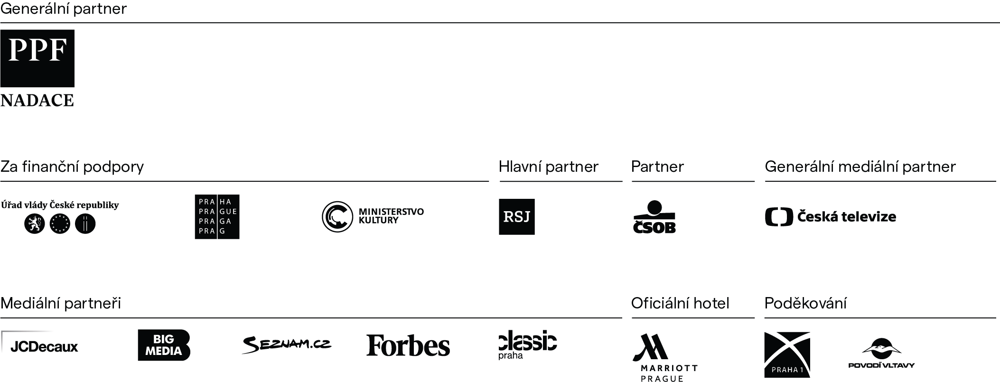 Generální partner
PPF
NADACE
Za finanční podpory
Hlavní partner
Partner
Generální mediální partner
Úřad vlády České republiky
PRA HA
PRA GUE
PRA GA
PRA G
MINISTERSTVO
KULTURY
RSJ
ČSOB
Česká televize
Mediální partneři
Oficiální hotel
Poděkování
JCDecaux
BIG
MEDIA
SEZNAM.CZ
Forbes
classic
praha
MARRIOTT
PRAGUE
PRAHA 1
POVODÍ VLTAVY